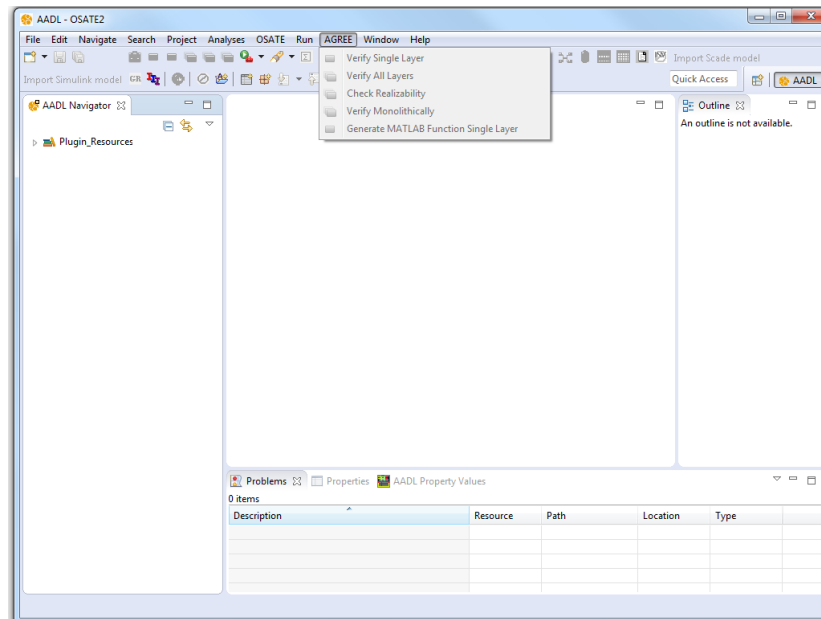 AADL - OSATE2
File Edit Navigate Search Project Analyses OSATE Run AGREE Window Help
Import Scade model
Import Simulink model
Quick Access
AADL
Verify Single Layer
Verify All Layers
Check Realizability
Verify Monolithically
Generate MATLAB Function Single Layer
AADL Navigator
Plugin_Resources
Outline
An outline is not available.
Problems Properties AADL Property Values
0 items
Description Resource Path Location Type